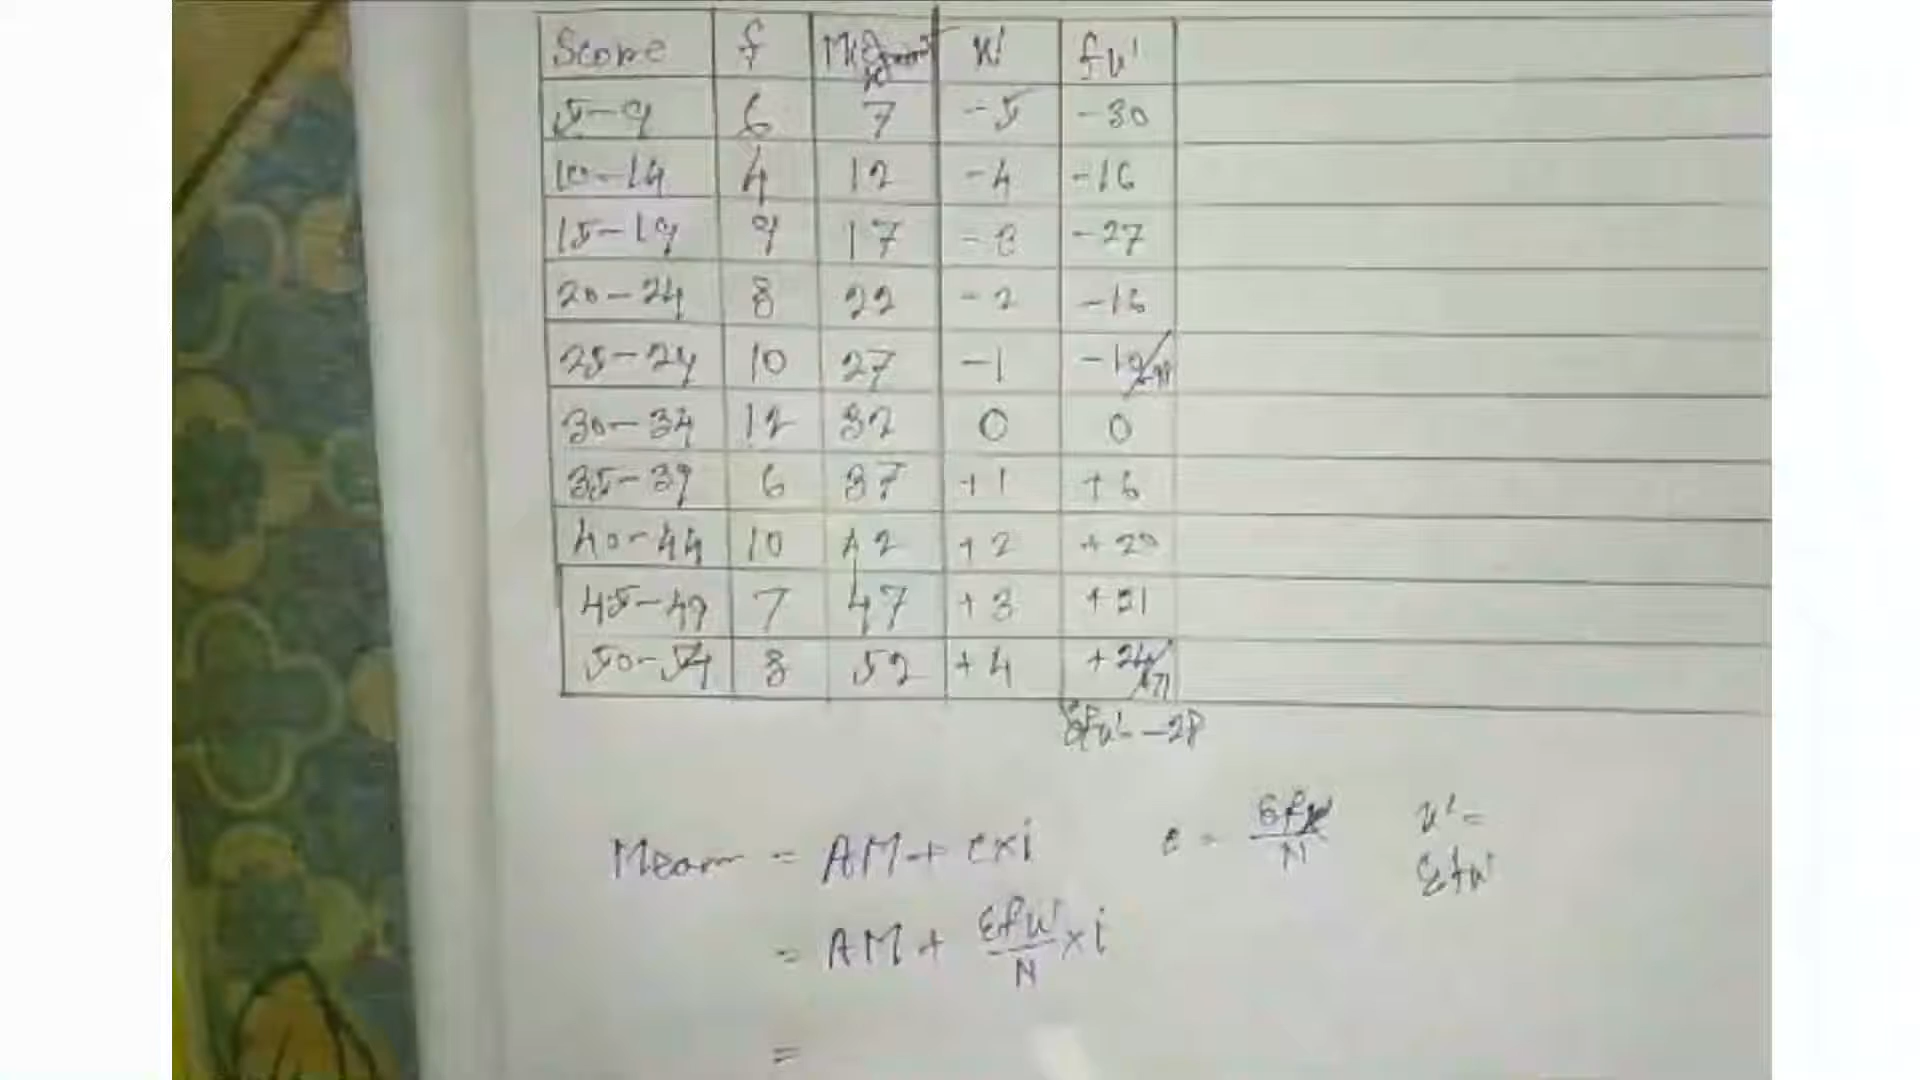 Score f Midpoint x x' fx'
5-9 6 7 -5 -30
10-14 4 12 -4 -16
15-19 9 17 -3 -27
20-24 8 22 -2 -16
25-29 10 27 -1 -10
30-34 12 32 0 0
35-39 6 37 +1 +6
40-44 10 42 +2 +20
45-49 7 47 +3 +21
50-54 8 52 +4 +24/+71
Σfx' -28
Mean = AM + c×i c = Σfx'/N x' =
Σfx'
= AM + Σfx'/N × i
=